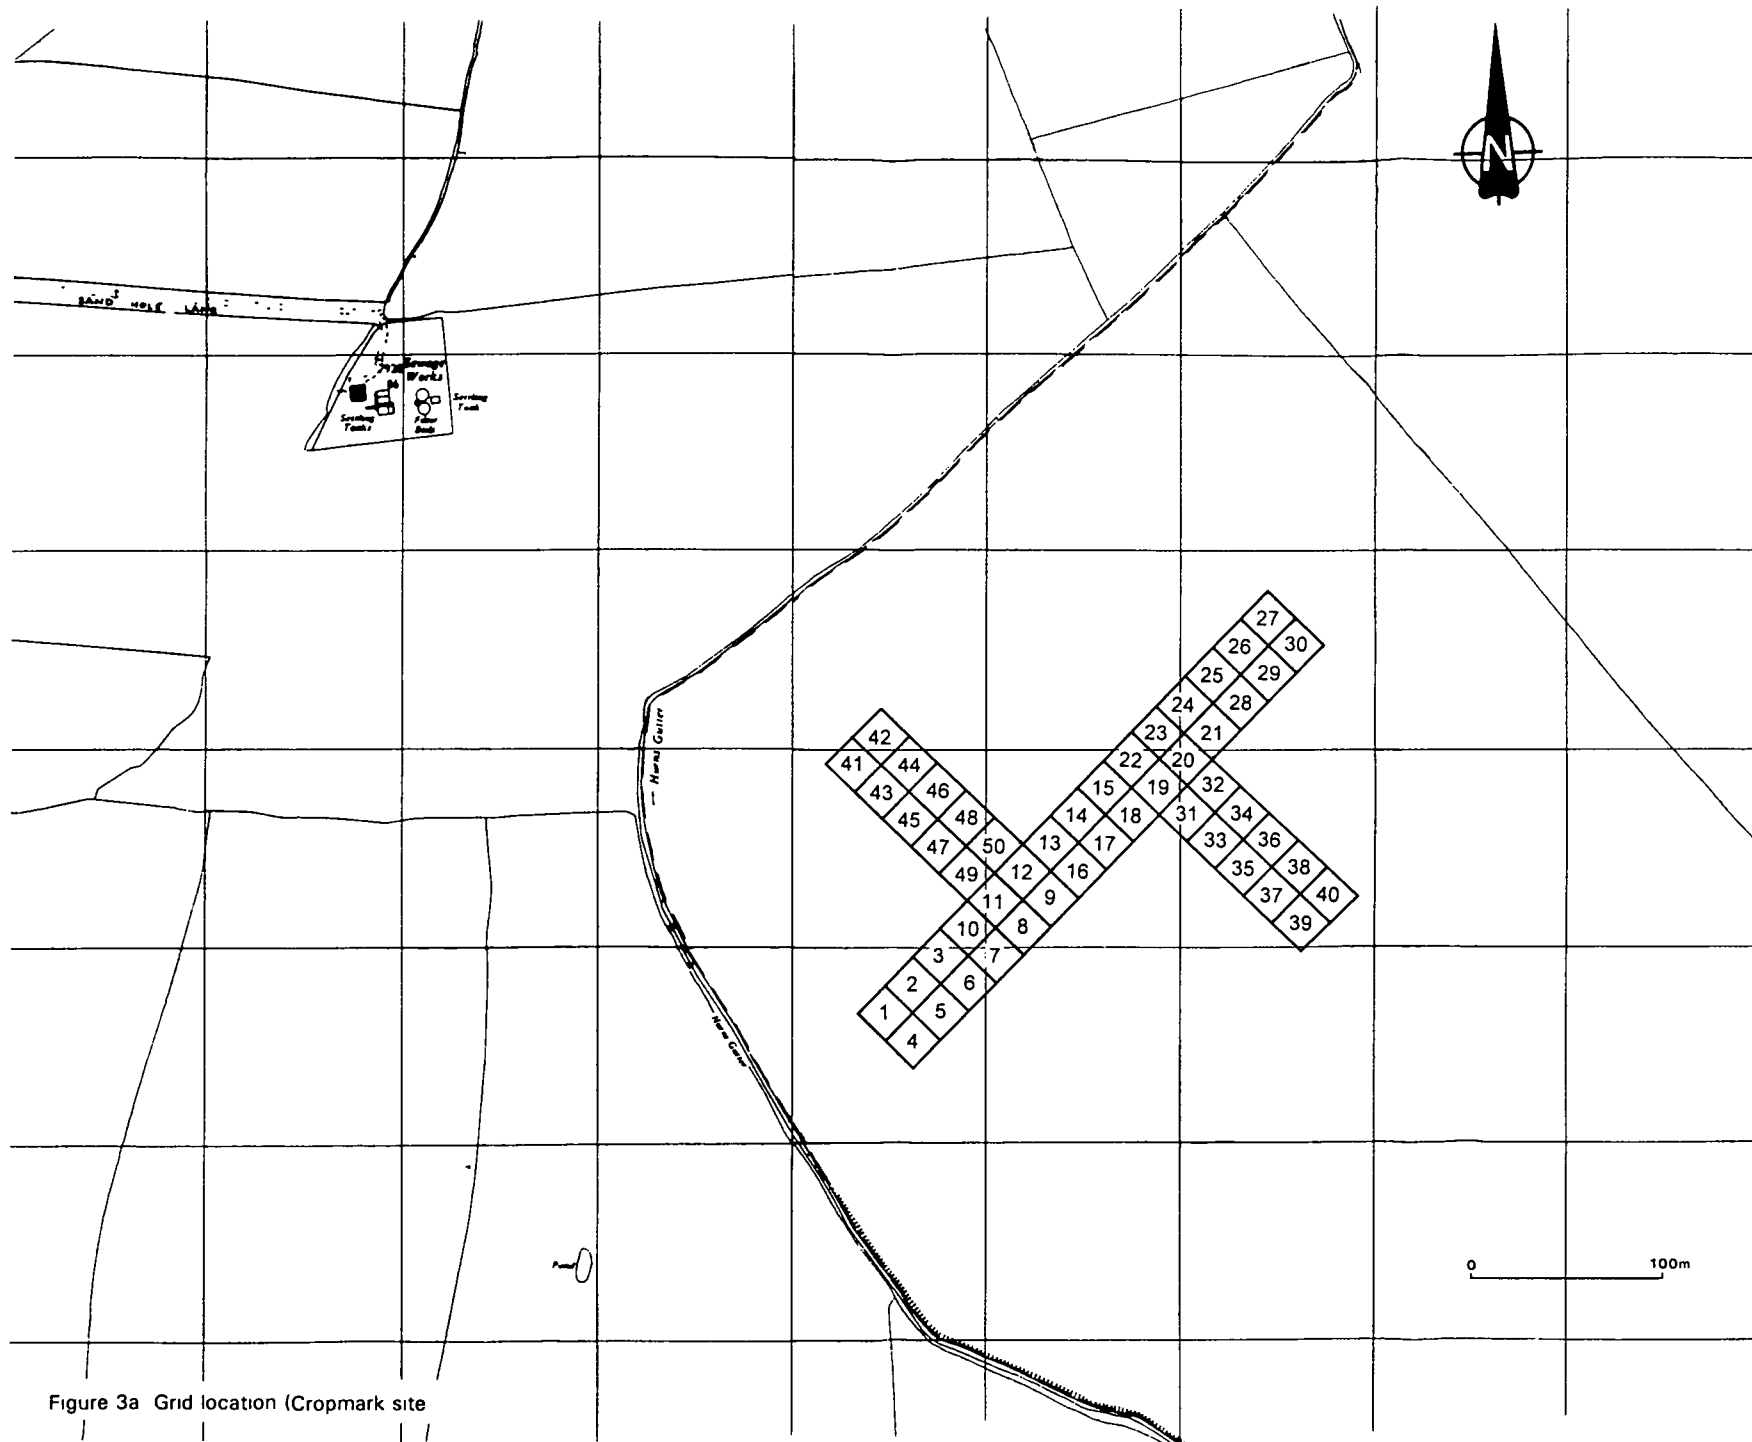 N
SAND HOLE LANE
Sewage
Works
Settling
Tank
Settling
Tanks
Filter
Beds
27
26 30
25 29
24 28
42 23 21
41 44 22 20
43 46 15 19 32
45 48 14 18 31 34
47 50 13 17 33 36
49 12 16 35 38
11 9 37 40
10 8 39
3 7
2 6
1 5
4
Horns Gutter
Horns Gutter
0 100m
Figure 3a Grid location (Cropmark site